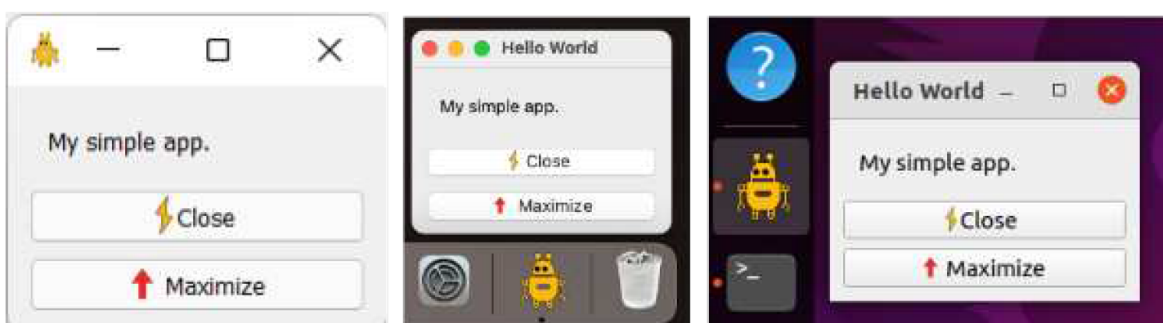 My simple app.
Close
Maximize
Hello World
My simple app.
Close
Maximize
Hello World
My simple app.
Close
Maximize
>_
?